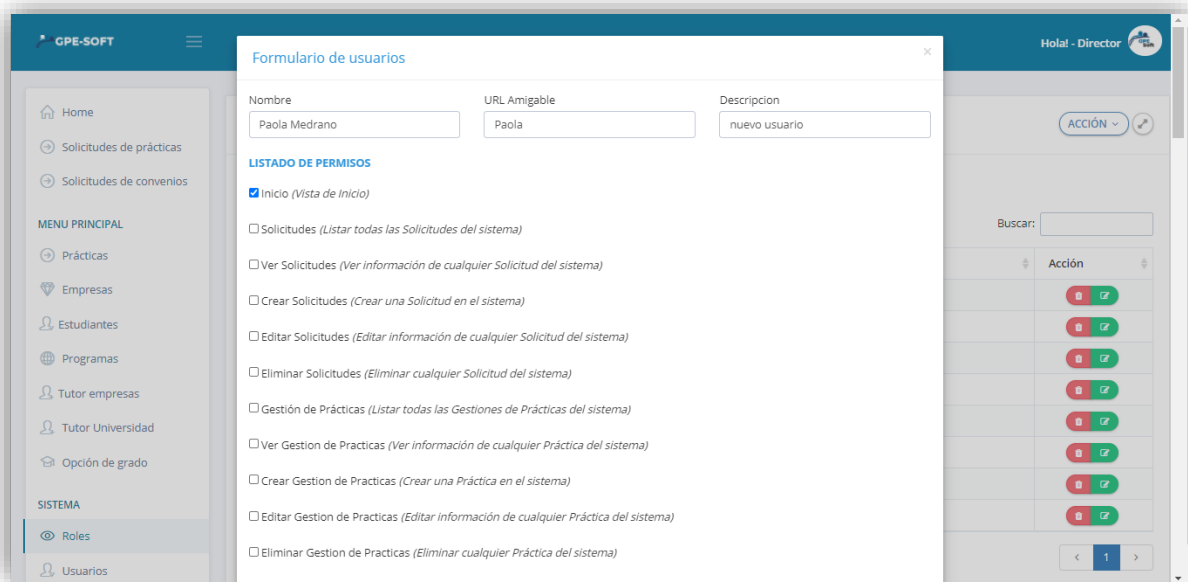 GPE-SOFT
Hola! - Director
Home
Solicitudes de prácticas
Solicitudes de convenios
MENU PRINCIPAL
Prácticas
Empresas
Estudiantes
Programas
Tutor empresas
Tutor Universidad
Opción de grado
SISTEMA
Roles
Usuarios
Formulario de usuarios
×
Nombre URL Amigable Descripcion
Paola Medrano Paola nuevo usuario
LISTADO DE PERMISOS
Inicio (Vista de Inicio)
Solicitudes (Listar todas las Solicitudes del sistema)
Ver Solicitudes (Ver información de cualquier Solicitud del sistema)
Crear Solicitudes (Crear una Solicitud en el sistema)
Editar Solicitudes (Editar información de cualquier Solicitud del sistema)
Eliminar Solicitudes (Eliminar cualquier Solicitud del sistema)
Gestión de Prácticas (Listar todas las Gestiones de Prácticas del sistema)
Ver Gestion de Practicas (Ver información de cualquier Práctica del sistema)
Crear Gestion de Practicas (Crear una Práctica en el sistema)
Editar Gestion de Practicas (Editar información de cualquier Práctica del sistema)
Eliminar Gestion de Practicas (Eliminar cualquier Práctica del sistema)
ACCIÓN
Buscar:
Acción
< 1 >